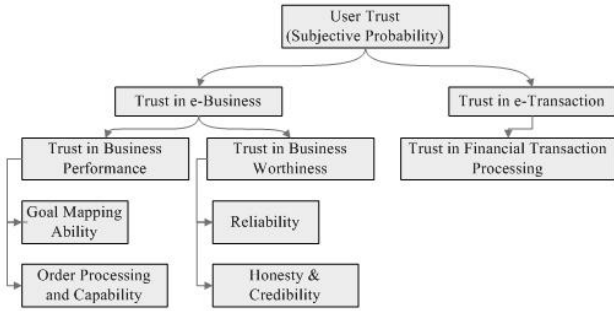 User Trust
(Subjective Probability)
Trust in e-Business
Trust in e-Transaction
Trust in Business
Performance
Trust in Business
Worthiness
Trust in Financial Transaction
Processing
Goal Mapping
Ability
Reliability
Order Processing
and Capability
Honesty &
Credibility